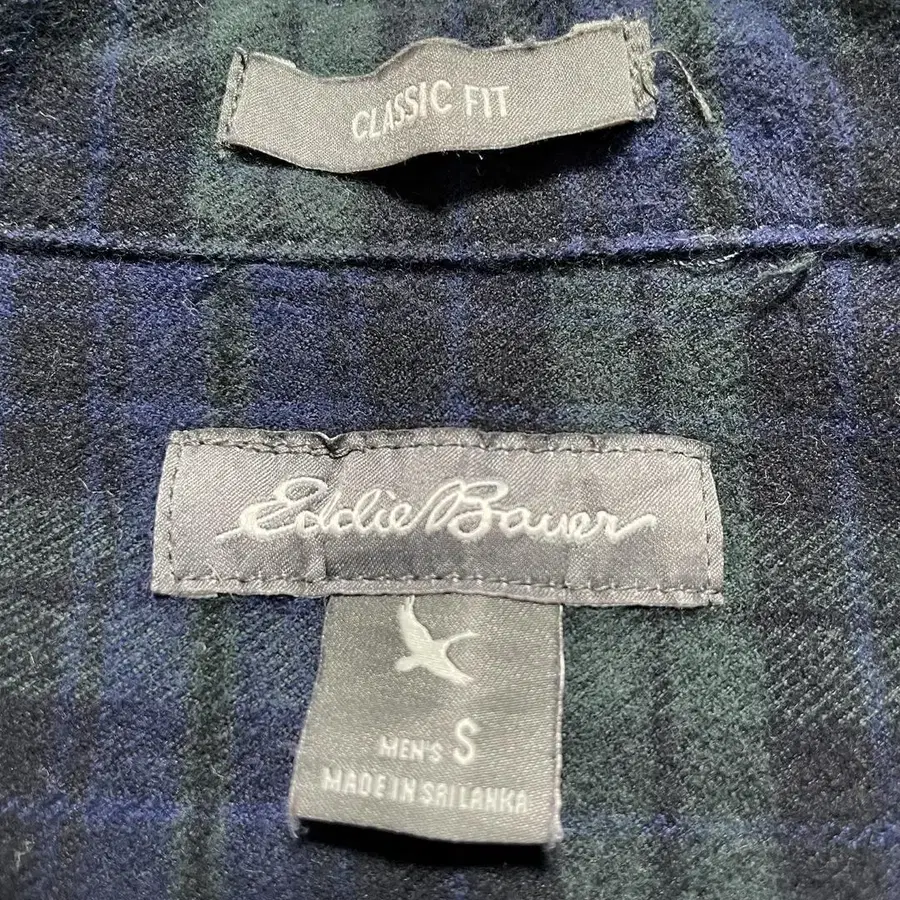 CLASSIC FIT
Eddie Bauer
MEN'S S
MADE IN SRI LANKA